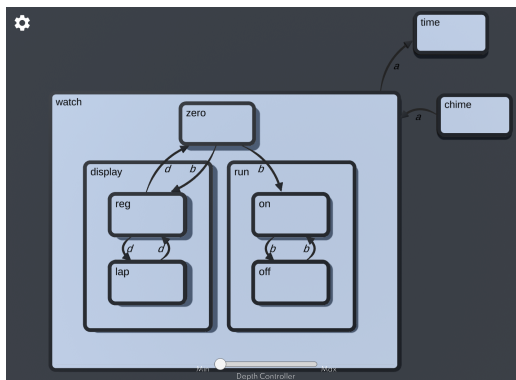 time
a
watch
chime
a
zero
display
d
b
run
b
reg
on
d
d
b
b
lap
off
Min
Max
Depth Controller